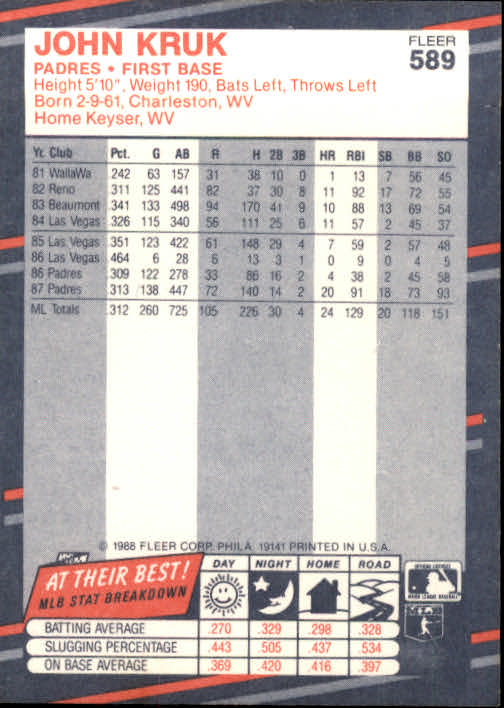 JOHN KRUK
FLEER
589
PADRES • FIRST BASE
Height 5'10", Weight 190, Bats Left, Throws Left
Born 2-9-61, Charleston, WV
Home Keyser, WV
Yr. Club Pct. G AB R H 2B 3B HR RBI SB BB SO
81 WallaWa .242 63 157 31 38 10 0 1 13 7 56 45
82 Reno .311 125 441 82 37 30 8 11 92 17 72 55
83 Beaumont .341 133 498 94 170 41 9 10 88 13 69 54
84 Las Vegas .326 115 340 56 111 25 6 11 57 2 45 37
85 Las Vegas .351 123 422 61 148 29 4 7 59 2 57 48
86 Las Vegas .464 6 28 6 13 3 1 0 9 0 4 5
86 Padres .309 122 278 33 86 16 2 4 38 2 45 58
87 Padres .313 138 447 72 140 14 2 20 91 18 73 93
ML Totals .312 260 725 105 226 30 4 24 129 20 118 151
© 1988 FLEER CORP. PHILA. 19141 PRINTED IN U.S.A.
AT THEIR BEST!
MLB STAT BREAKDOWN
DAY NIGHT HOME ROAD
BATTING AVERAGE .270 .329 .298 .328
SLUGGING PERCENTAGE .443 .505 .437 .534
ON BASE AVERAGE .369 .420 .416 .397